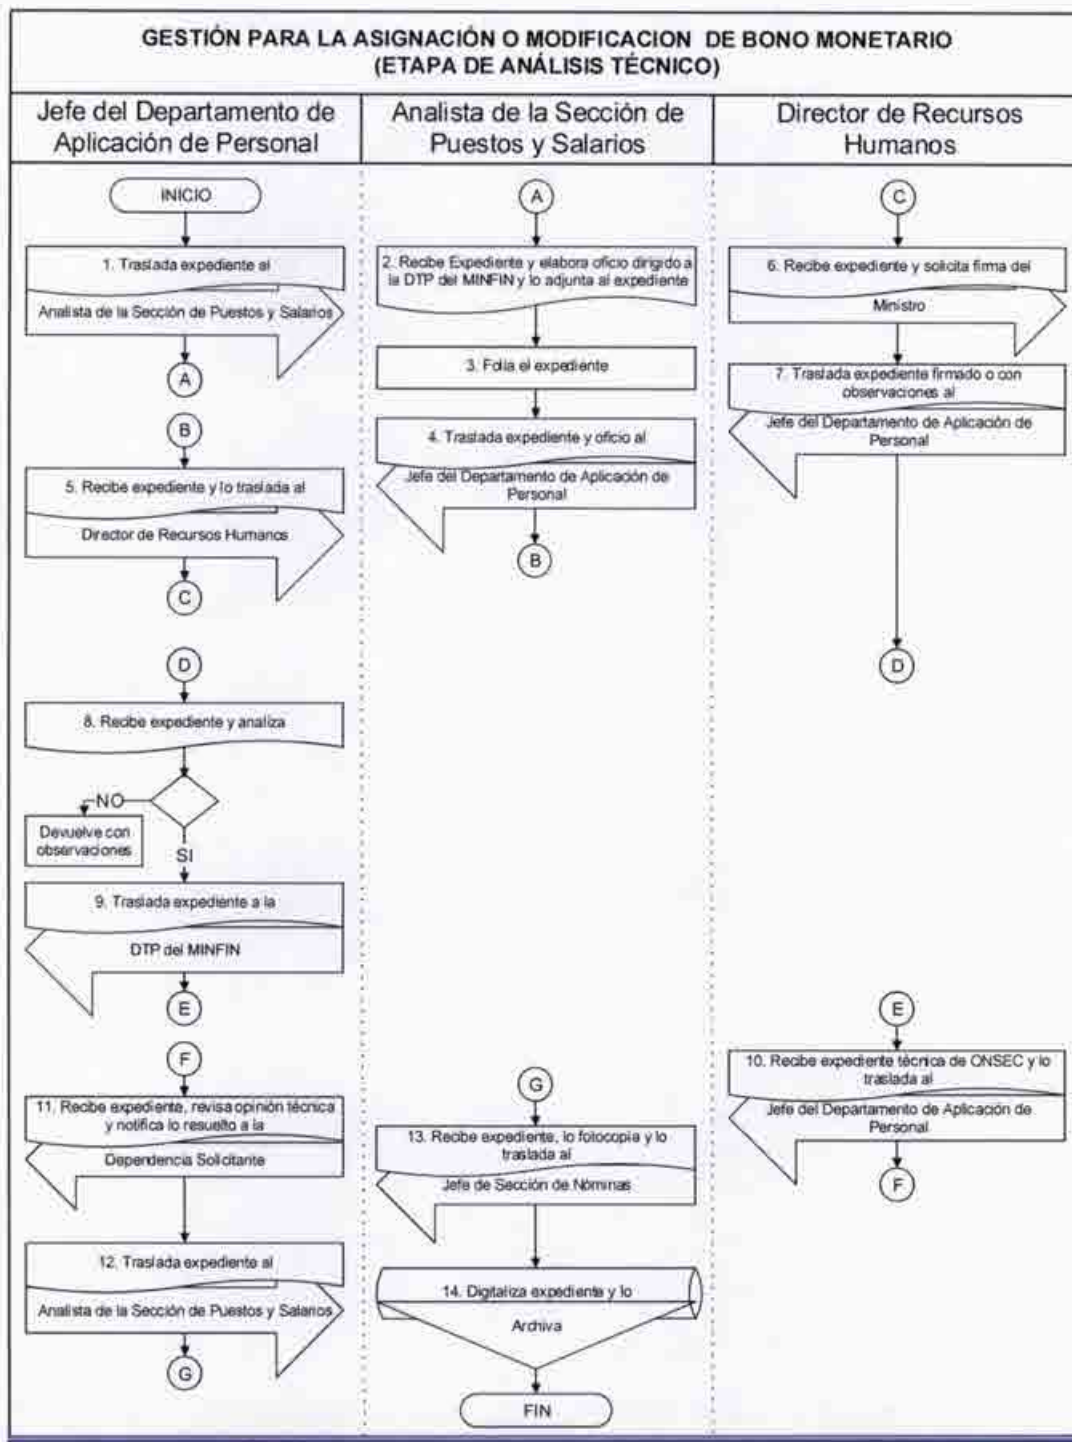 GESTIÓN PARA LA ASIGNACIÓN O MODIFICACION DE BONO MONETARIO
(ETAPA DE ANÁLISIS TÉCNICO)
Jefe del Departamento de
Aplicación de Personal
Analista de la Sección de
Puestos y Salarios
Director de Recursos
Humanos
INICIO
1. Traslada expediente al
Analista de la Sección de Puestos y Salarios
A
B
5. Recibe expediente y lo traslada al
Director de Recursos Humanos
C
D
8. Recibe expediente y analiza
NO
Devuelve con
observaciones
SI
9. Traslada expediente a la
DTP del MINFIN
E
F
11. Recibe expediente, revisa opinión técnica
y notifica lo resuelto a la
Dependencia Solicitante
12. Traslada expediente al
Analista de la Sección de Puestos y Salarios
G
A
2. Recibe Expediente y elabora oficio dirigido a
la DTP del MINFIN y lo adjunta al expediente
3. Folia el expediente
4. Traslada expediente y oficio al
Jefe del Departamento de Aplicación de
Personal
B
G
13. Recibe expediente, lo fotocopia y lo
traslada al
Jefe de Sección de Nóminas
14. Digitaliza expediente y lo
Archiva
FIN
C
6. Recibe expediente y solicita firma del
Ministro
7. Traslada expediente firmado o con
observaciones al
Jefe del Departamento de Aplicación de
Personal
D
E
10. Recibe expediente técnica de ONSEC y lo
traslada al
Jefe del Departamento de Aplicación de
Personal
F